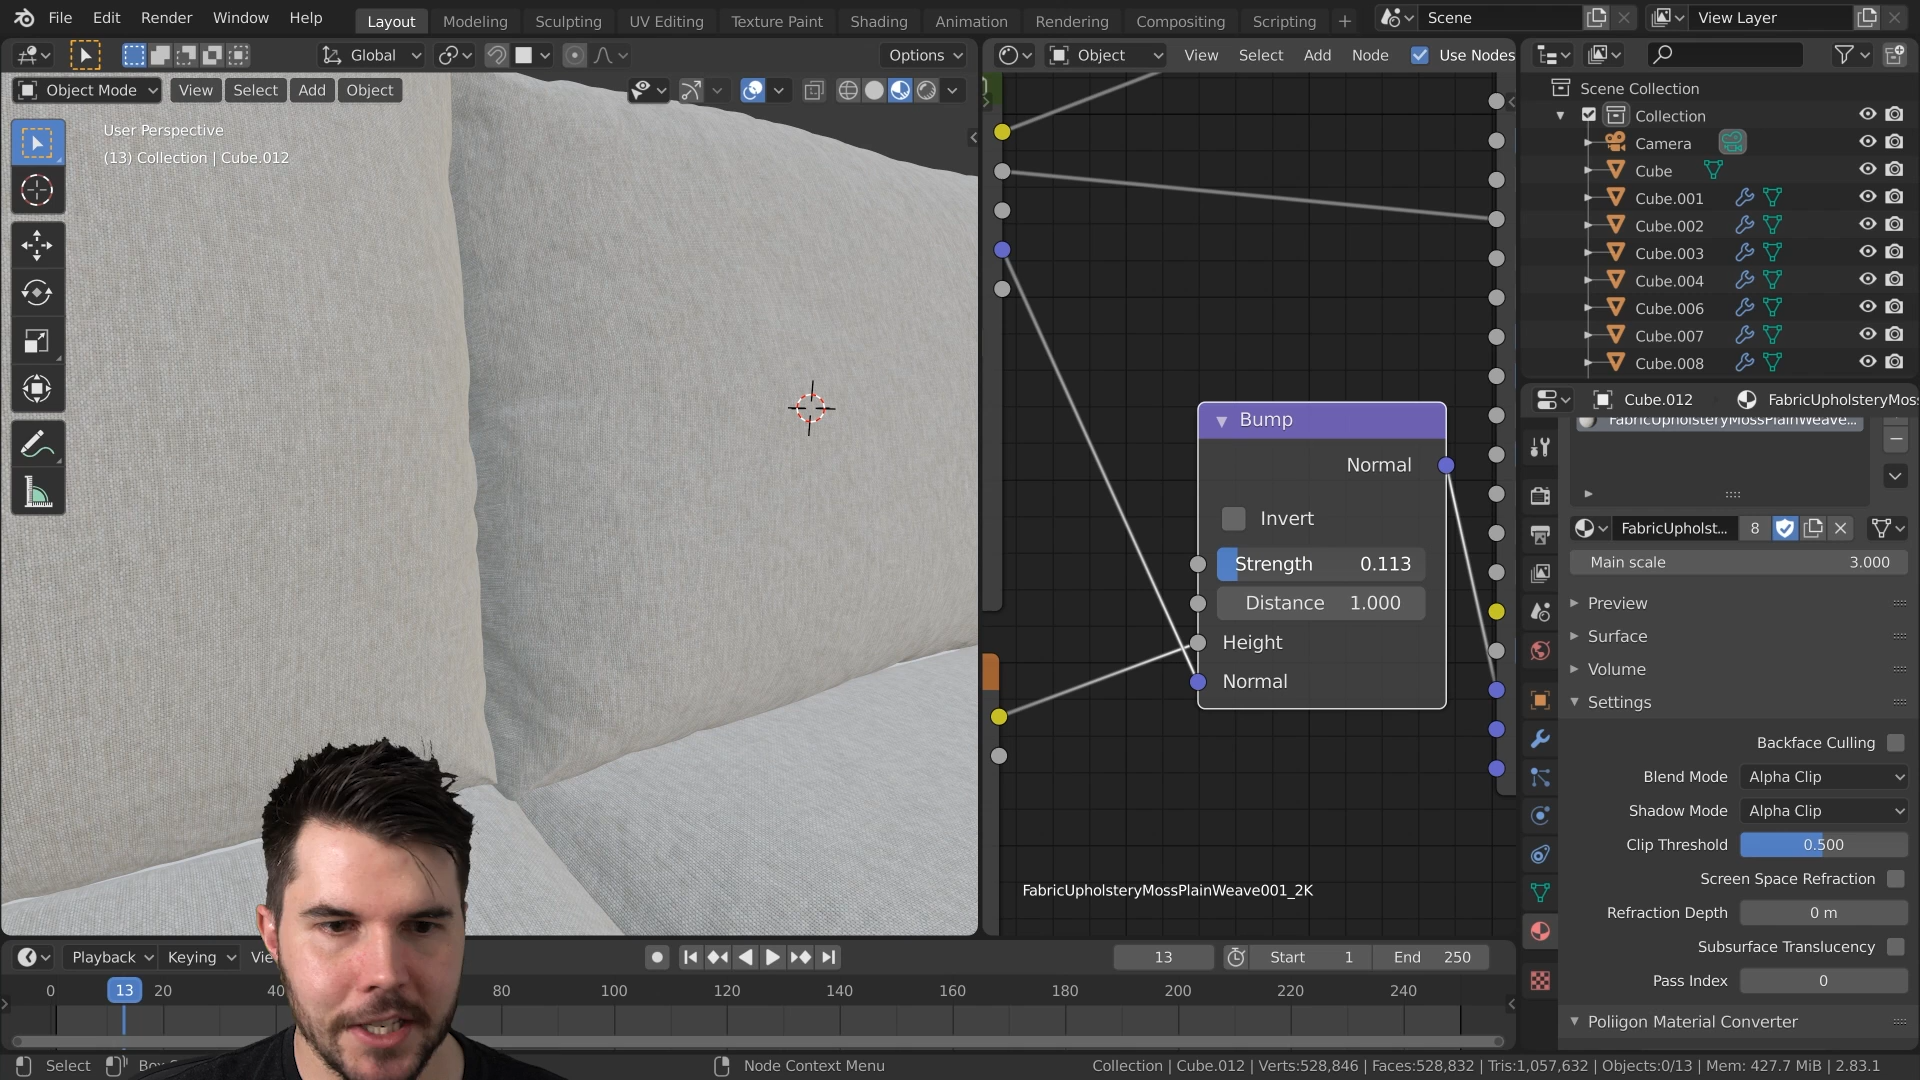 File Edit Render Window Help
Layout Modeling Sculpting UV Editing Texture Paint Shading Animation Rendering Compositing Scripting
Scene
View Layer
Global
Options
Object View Select Add Node Use Nodes
Object Mode View Select Add Object
User Perspective
(13) Collection | Cube.012
Scene Collection
Collection
Camera
Cube
Cube.001
Cube.002
Cube.003
Cube.004
Cube.006
Cube.007
Cube.008
Bump
Normal
Invert
Strength 0.113
Distance 1.000
Height
Normal
FabricUpholsteryMossPlainWeave001_2K
Cube.012 FabricUpholsteryMos
FabricUpholsteryMossPlainWeave...
FabricUpholst... 8
Main scale 3.000
Preview
Surface
Volume
Settings
Backface Culling
Blend Mode Alpha Clip
Shadow Mode Alpha Clip
Clip Threshold 0.500
Screen Space Refraction
Refraction Depth 0 m
Subsurface Translucency
Pass Index 0
Poliigon Material Converter
Playback Keying
13 Start 1 End 250
0 13 20 40 80 100 120 140 160 180 200 220 240
Select
Node Context Menu
Collection | Cube.012 | Verts:528,846 | Faces:528,832 | Tris:1,057,632 | Objects:0/13 | Mem: 427.7 MiB | 2.83.1